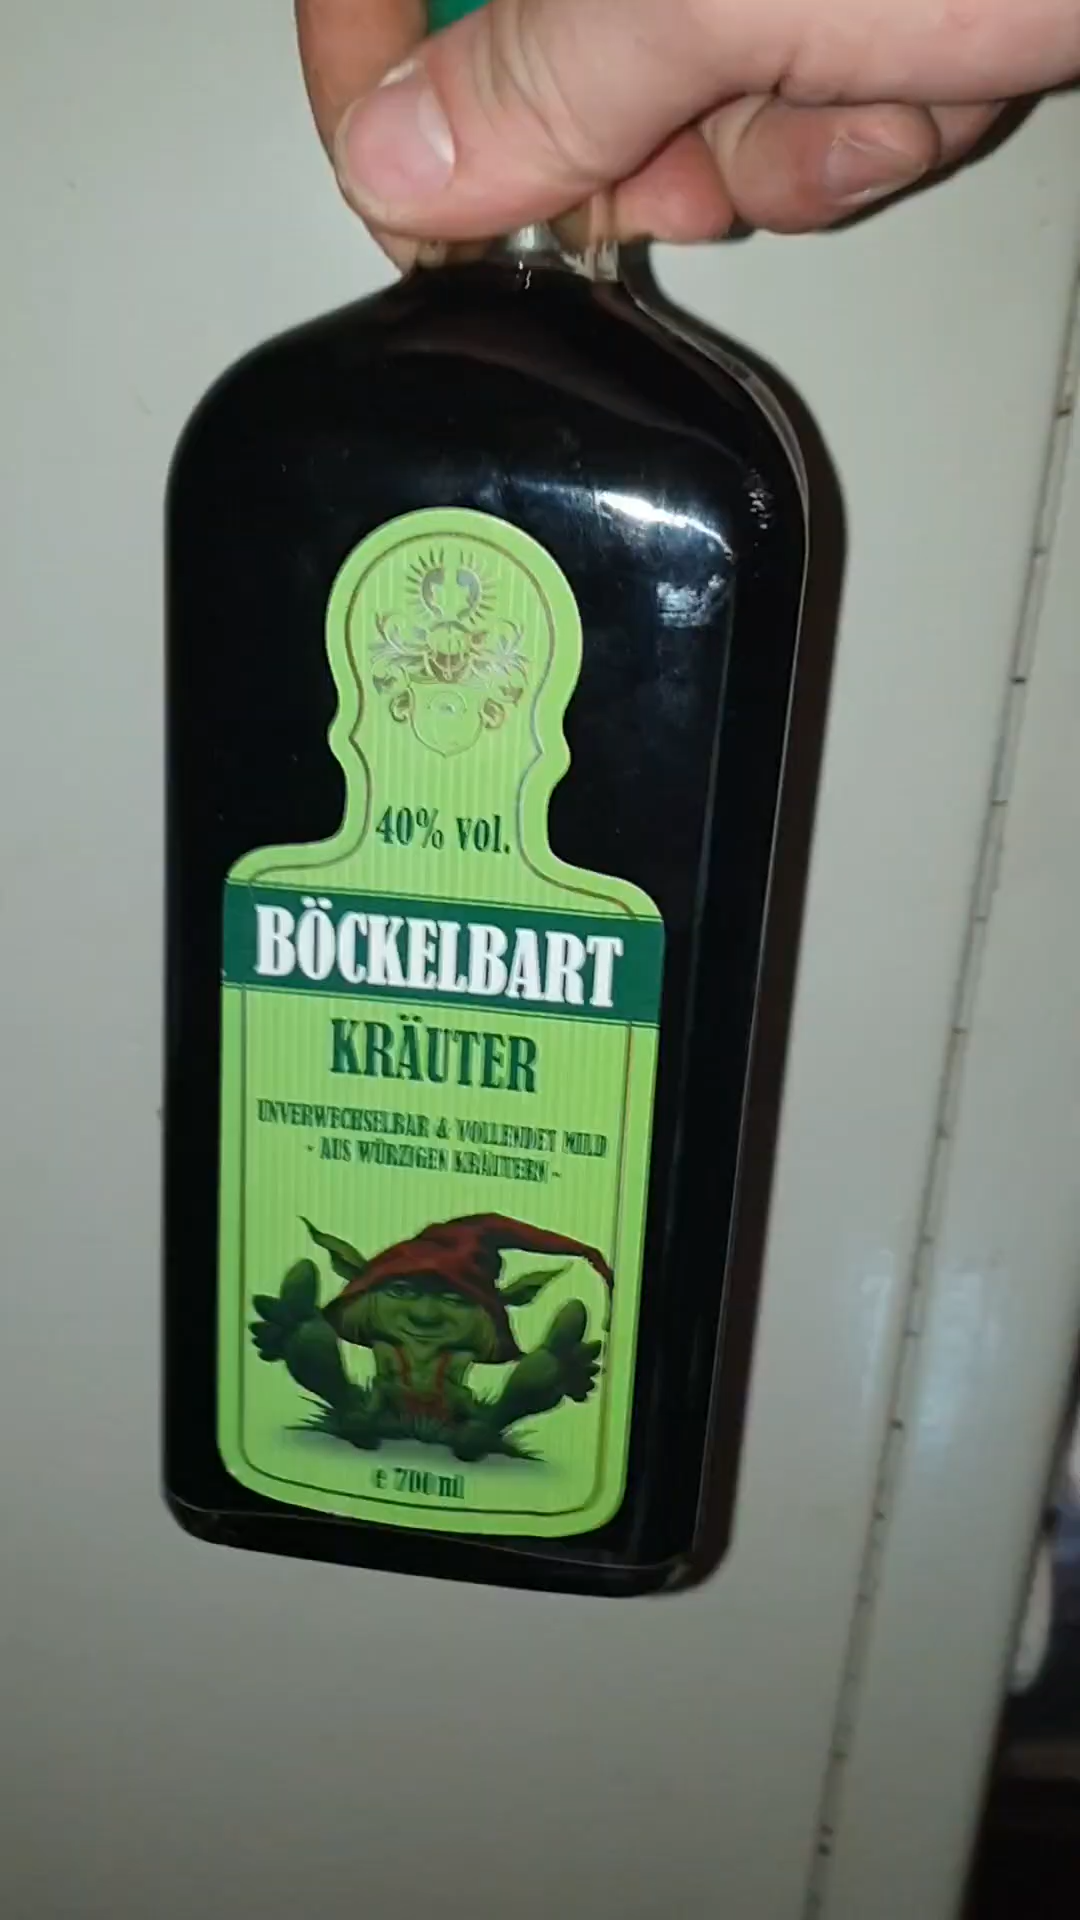 40% vol.
BÖCKELBART
KRÄUTER
UNVERWECHSELBAR & VOLLENDET MILD
- AUS WÜRZIGEN KRÄUTERN -
e 700 ml